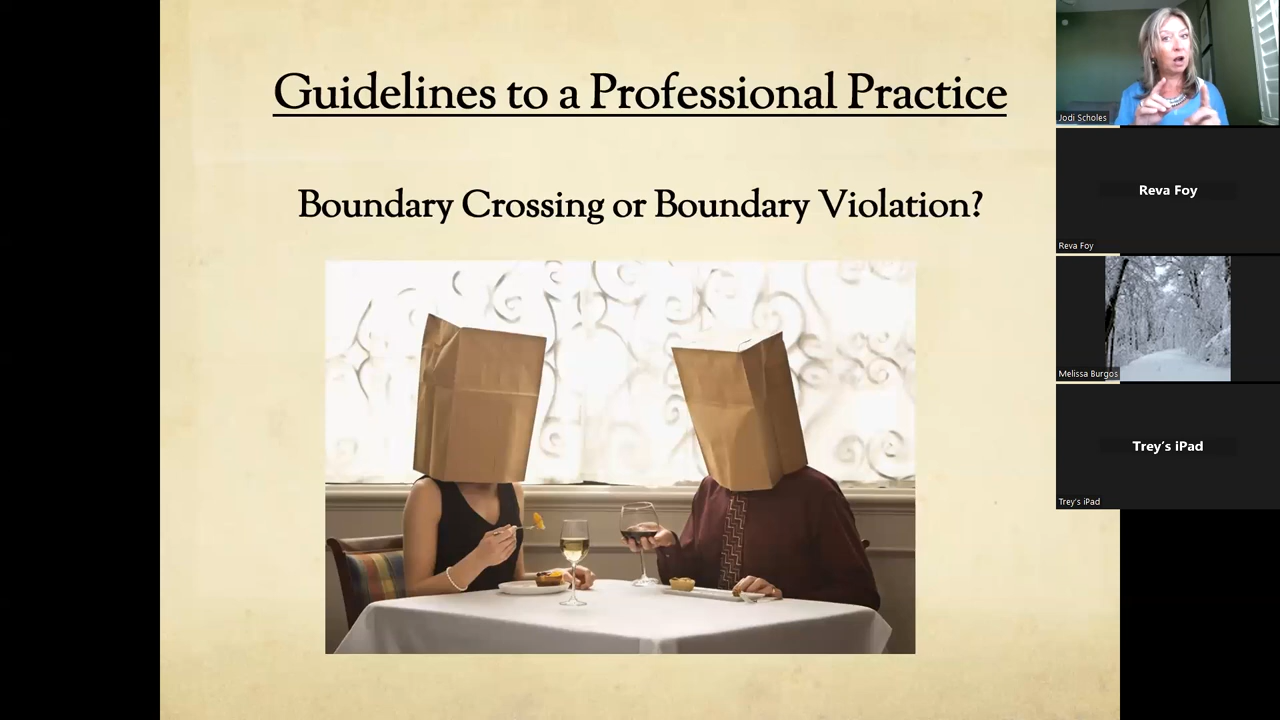 Guidelines to a Professional Practice
Boundary Crossing or Boundary Violation?
Jodi Scholes
Reva Foy
Reva Foy
Melissa Burgos
Trey's iPad
Trey's iPad